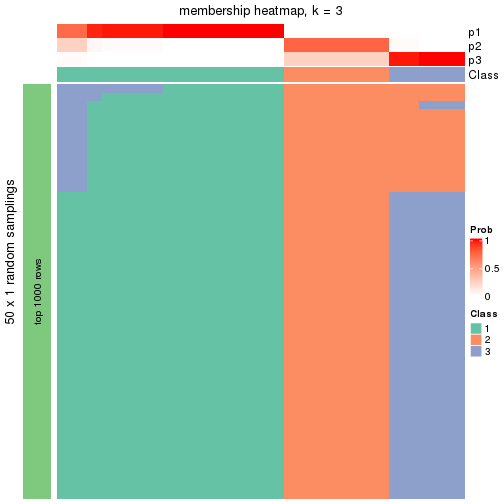 membership heatmap, k = 3
p1
p2
p3
Class
50 x 1 random samplings
top 1000 rows
Prob
1
0.5
0
Class
1
2
3